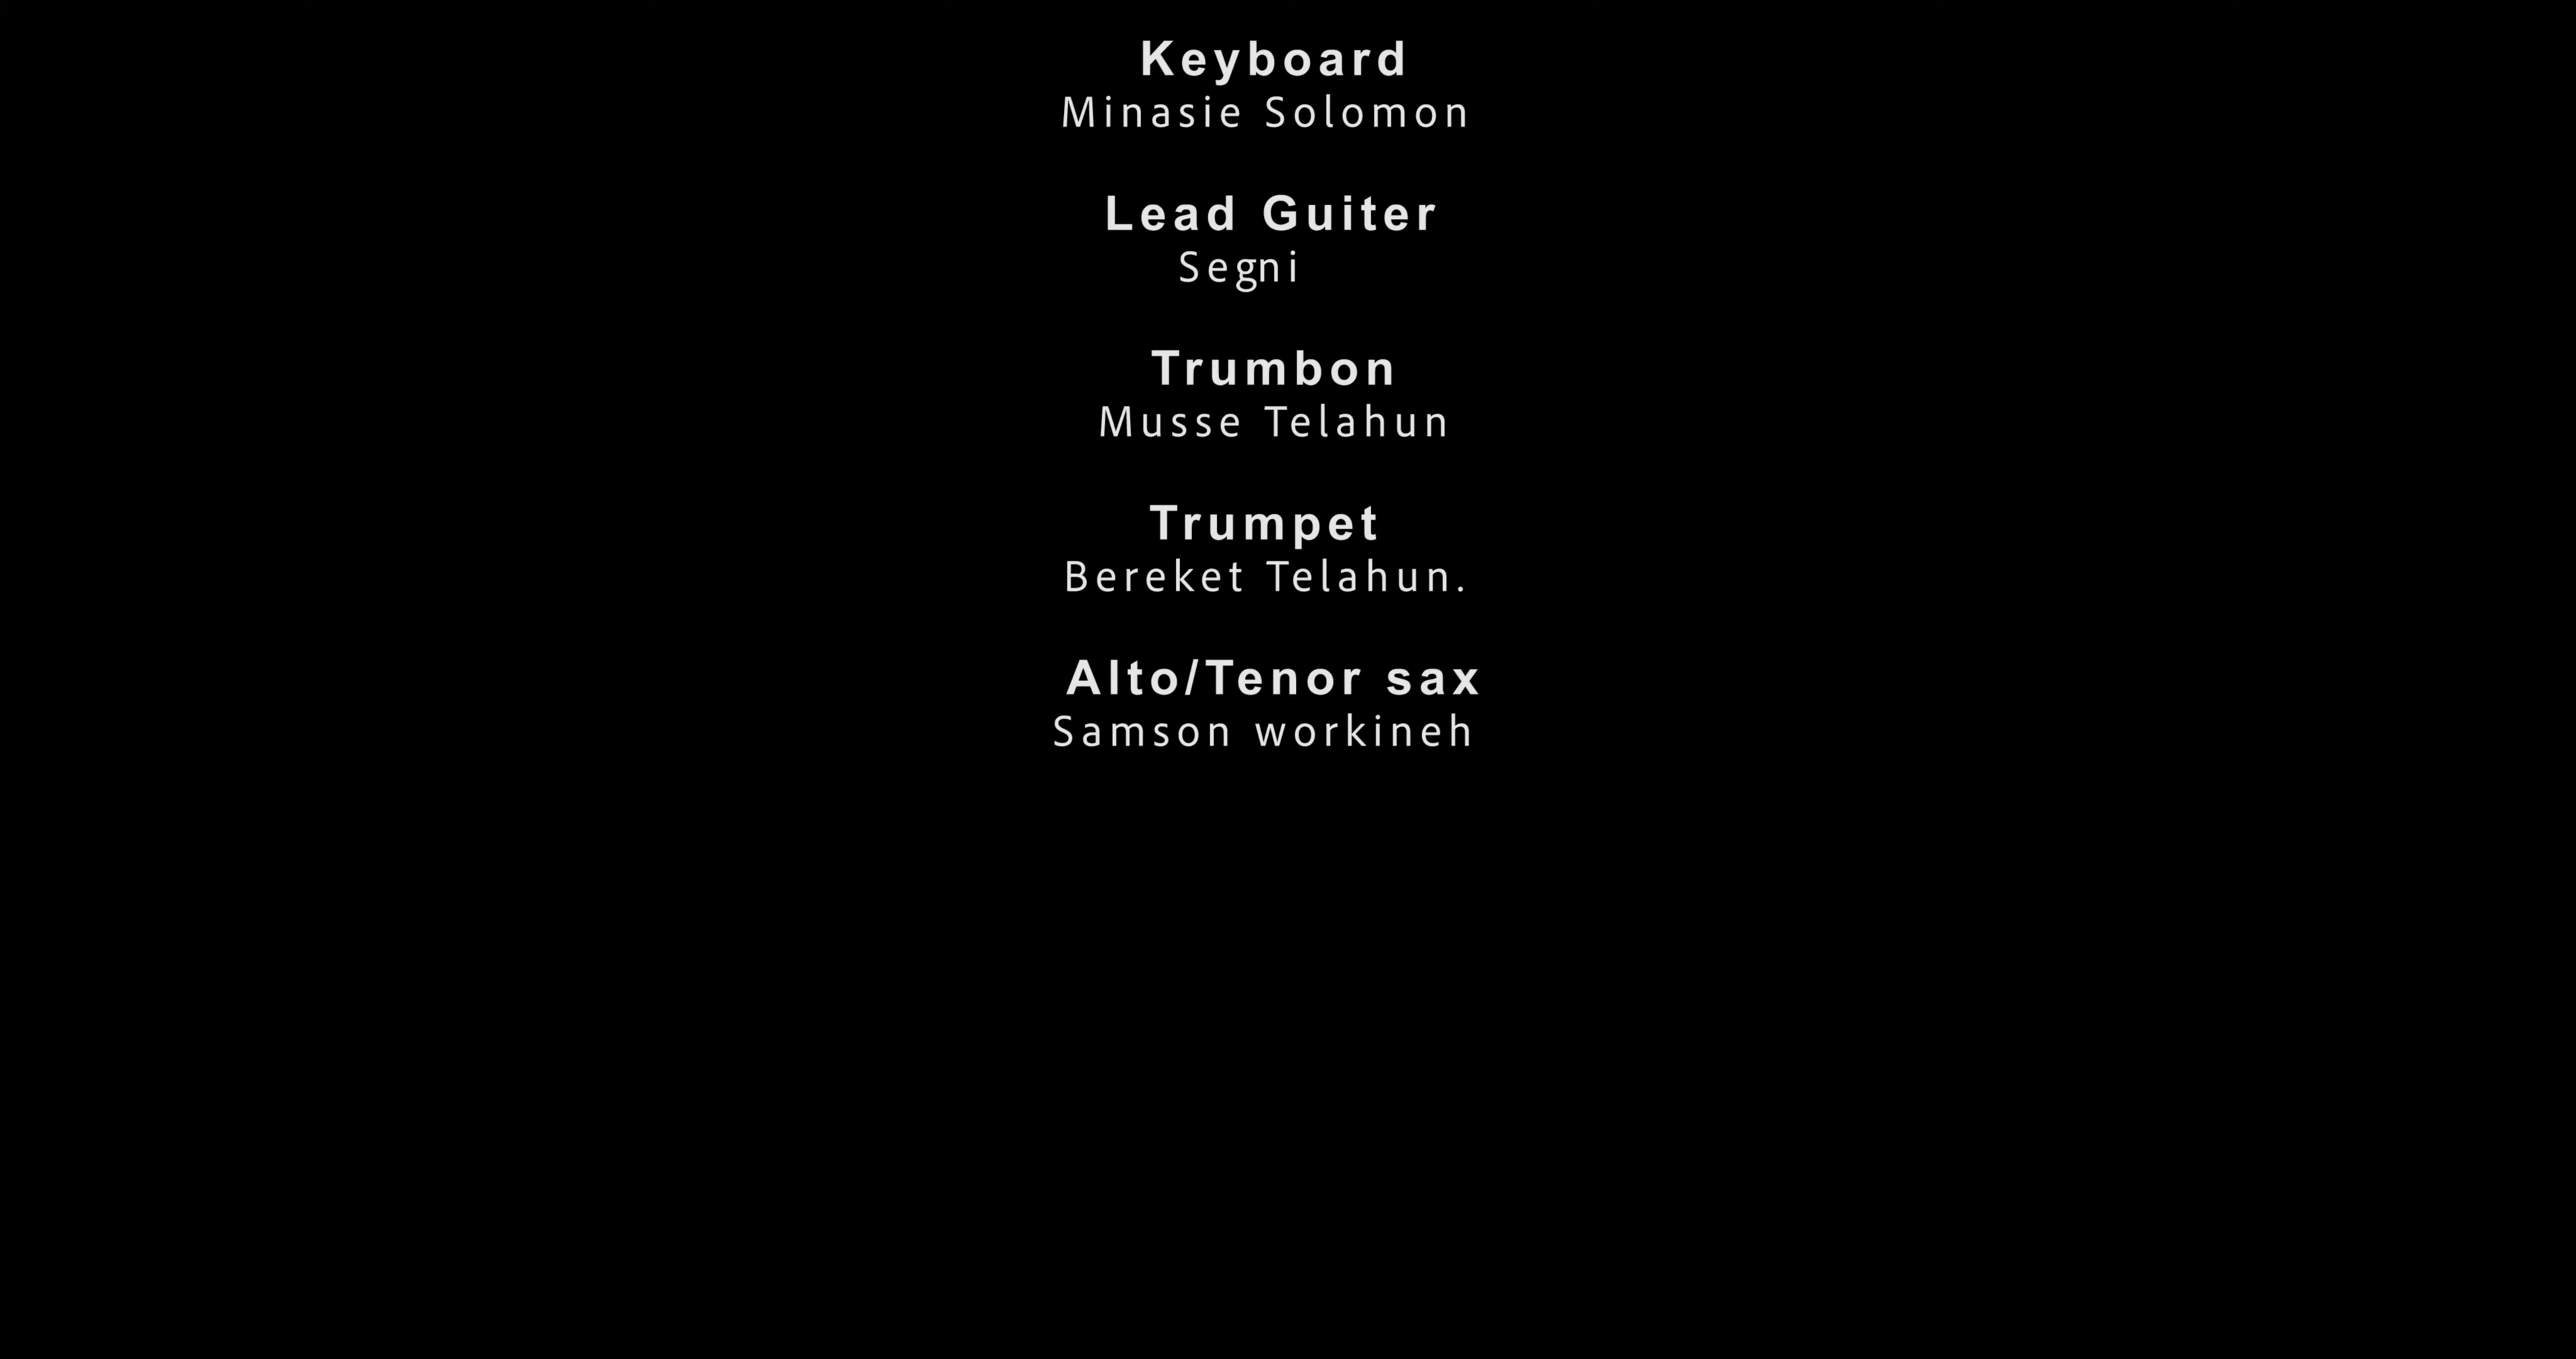 Keyboard
Minasie Solomon
Lead Guiter
Segni
Trumbon
Musse Telahun
Trumpet
Bereket Telahun.
Alto/Tenor sax
Samson workineh